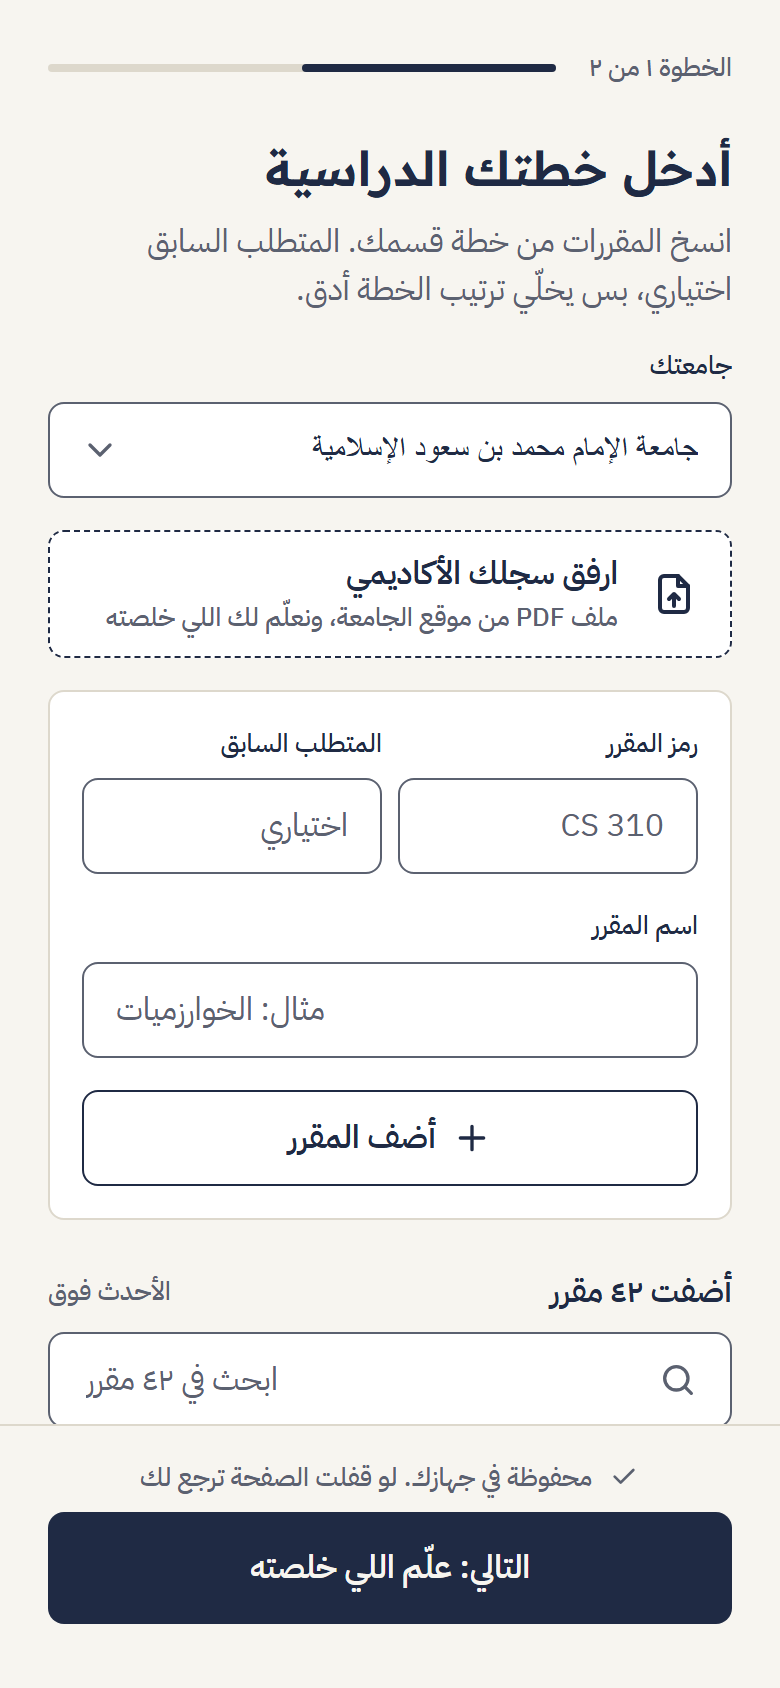 الخطوة ١ من ٢
أدخل خطتك الدراسية
انسخ المقررات من خطة قسمك. المتطلب السابق
اختياري، بس يخلّي ترتيب الخطة أدق.
جامعتك
جامعة الإمام محمد بن سعود الإسلامية
ارفق سجلك الأكاديمي
ملف PDF من موقع الجامعة، ونعلّم لك اللي خلصته
رمز المقرر
المتطلب السابق
CS 310
اختياري
اسم المقرر
مثال: الخوارزميات
أضف المقرر
أضفت ٤٢ مقرر
الأحدث فوق
ابحث في ٤٢ مقرر
محفوظة في جهازك. لو قفلت الصفحة ترجع لك
التالي: علّم اللي خلصته